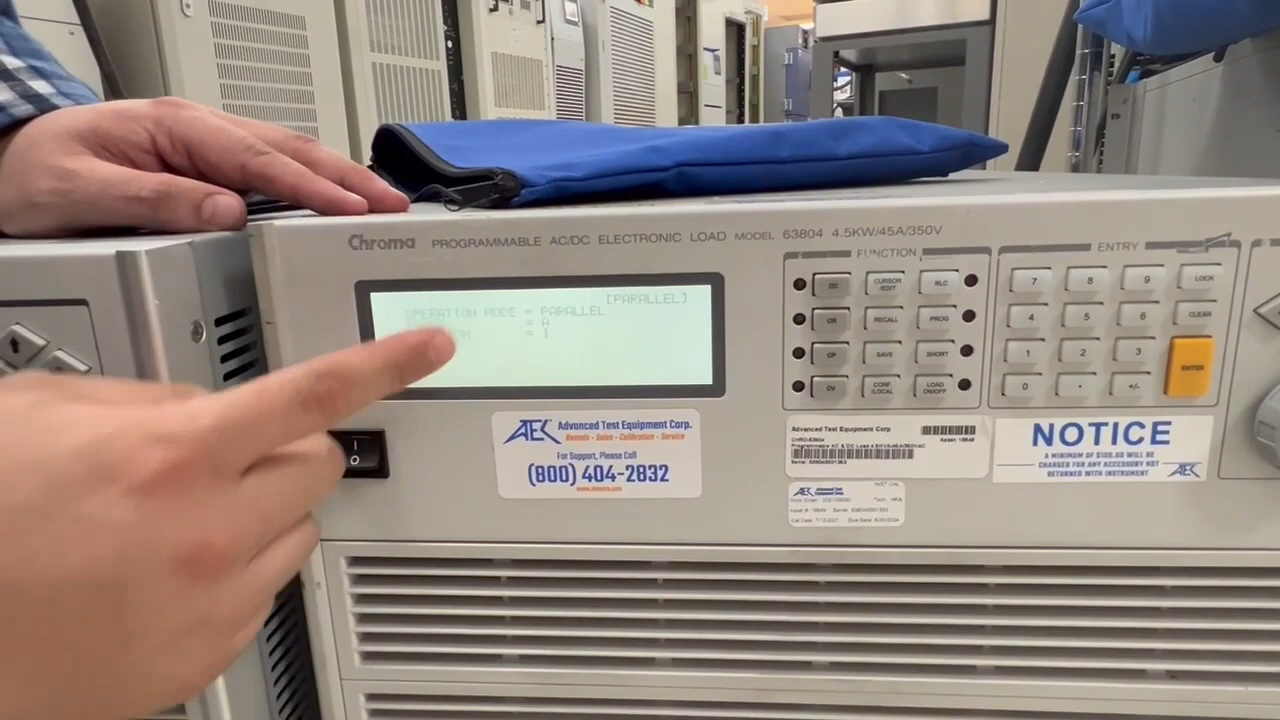 Chroma PROGRAMMABLE AC/DC ELECTRONIC LOAD MODEL 63804 4.5KW/45A/350V
[PARALLEL]
OPERATION MODE = PARALLEL
= A
= 1
FUNCTION
CC
CURSOR /EDIT
RLC
CR
RECALL
PROG
CP
SAVE
SHORT
CV
CONF. /LOCAL
LOAD ON/OFF
ENTRY
7 8 9 LOCK
4 5 6 CLEAR
1 2 3
ENTER
0 · +/-
ATEC Advanced Test Equipment Corp.
Rentals - Sales - Calibration - Service
For Support, Please Call
(800) 404-2832
Advanced Test Equipment Corp
NOTICE
A MINIMUM OF $100.00 WILL BE
CHARGED FOR ANY ACCESSORY NOT
RETURNED WITH INSTRUMENT
ATEC